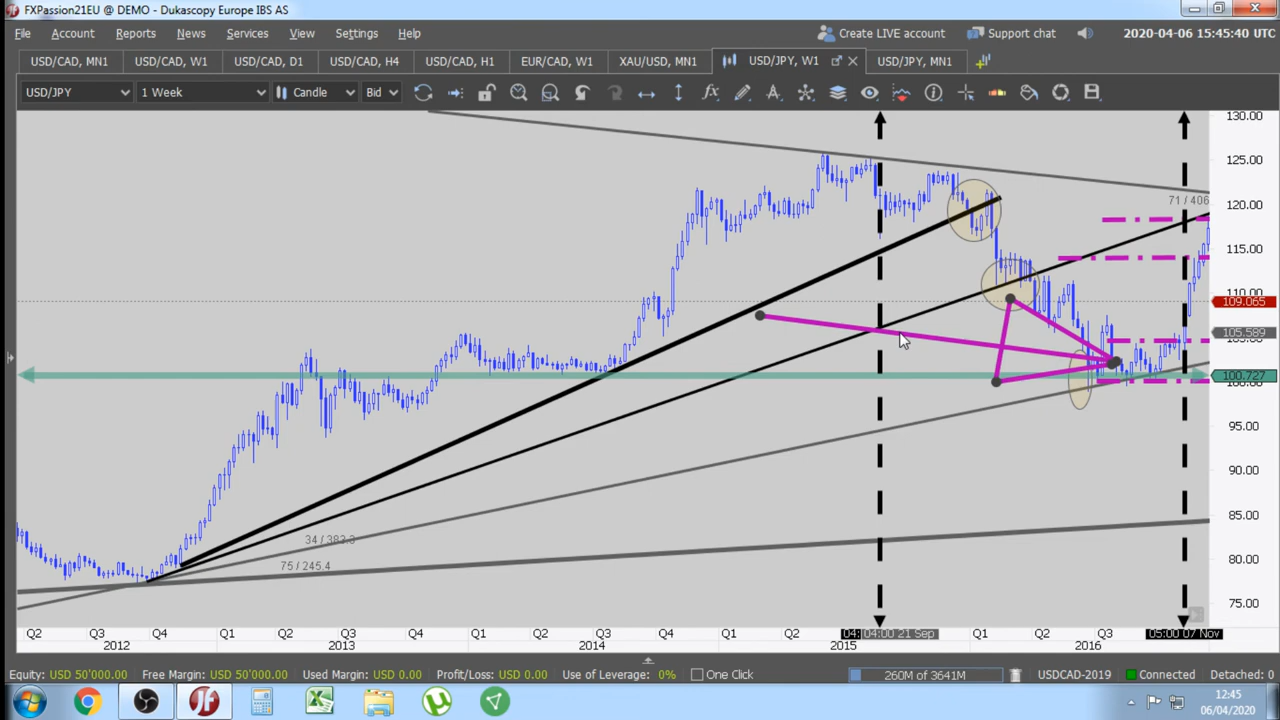 FXPassion21EU @ DEMO - Dukascopy Europe IBS AS
File Account Reports News Services View Settings Help Create LIVE account Support chat 2020-04-06 15:45:40 UTC
USD/CAD, MN1 USD/CAD, W1 USD/CAD, D1 USD/CAD, H4 USD/CAD, H1 EUR/CAD, W1 XAU/USD, MN1 USD/JPY, W1 USD/JPY, MN1
USD/JPY 1 Week Candle Bid
130.00
125.00
71 / 406
120.00
115.00
110.00
109.065
105.589
100.727
95.00
90.00
85.00
34 / 383.3
80.00
75 / 245.4
75.00
Q2 Q3 Q4 Q1 Q2 Q3 Q4 Q1 Q2 Q3 Q4 Q1 Q2 04:00 21 Sep Q1 Q2 Q3 05:00 07 Nov
2012 2013 2014 2015 2016
Equity: USD 50'000.00 Free Margin: USD 50'000.00 Used Margin: USD 0.00 Profit/Loss: USD 0.00 Use of Leverage: 0% One Click 260M of 3641M USDCAD-2019 Connected Detached: 0
12:45
06/04/2020